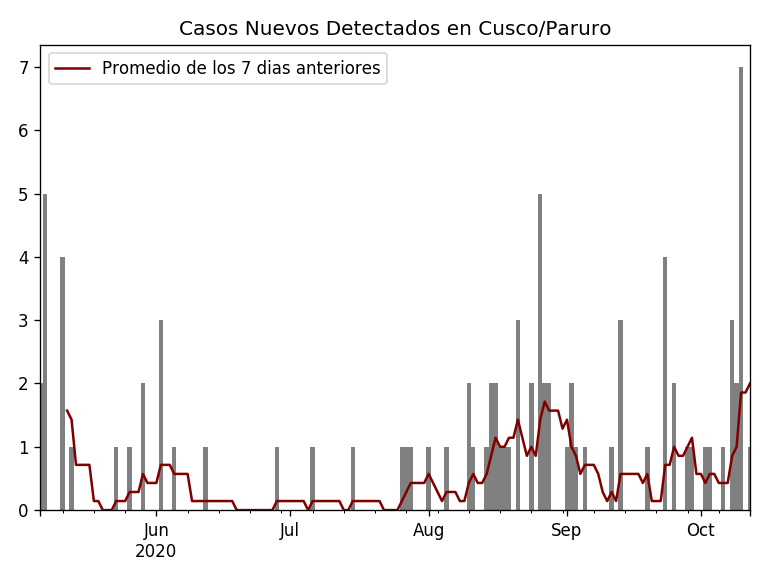 Casos Nuevos Detectados en Cusco/Paruro
Promedio de los 7 dias anteriores
7
6
5
4
3
2
1
0
Jun
2020
Jul
Aug
Sep
Oct